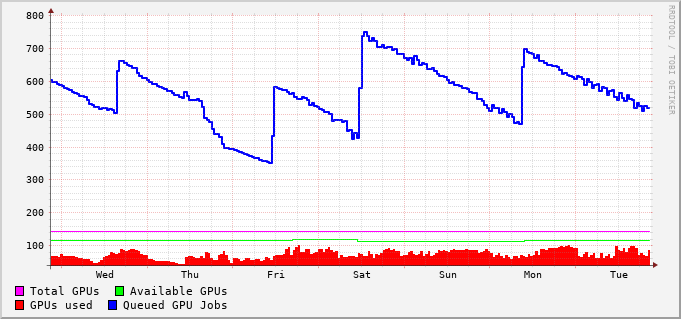 800
700
600
500
400
300
200
100
Wed Thu Fri Sat Sun Mon Tue
Total GPUs Available GPUs
GPUs used Queued GPU Jobs
RRDTOOL / TOBI OETIKER